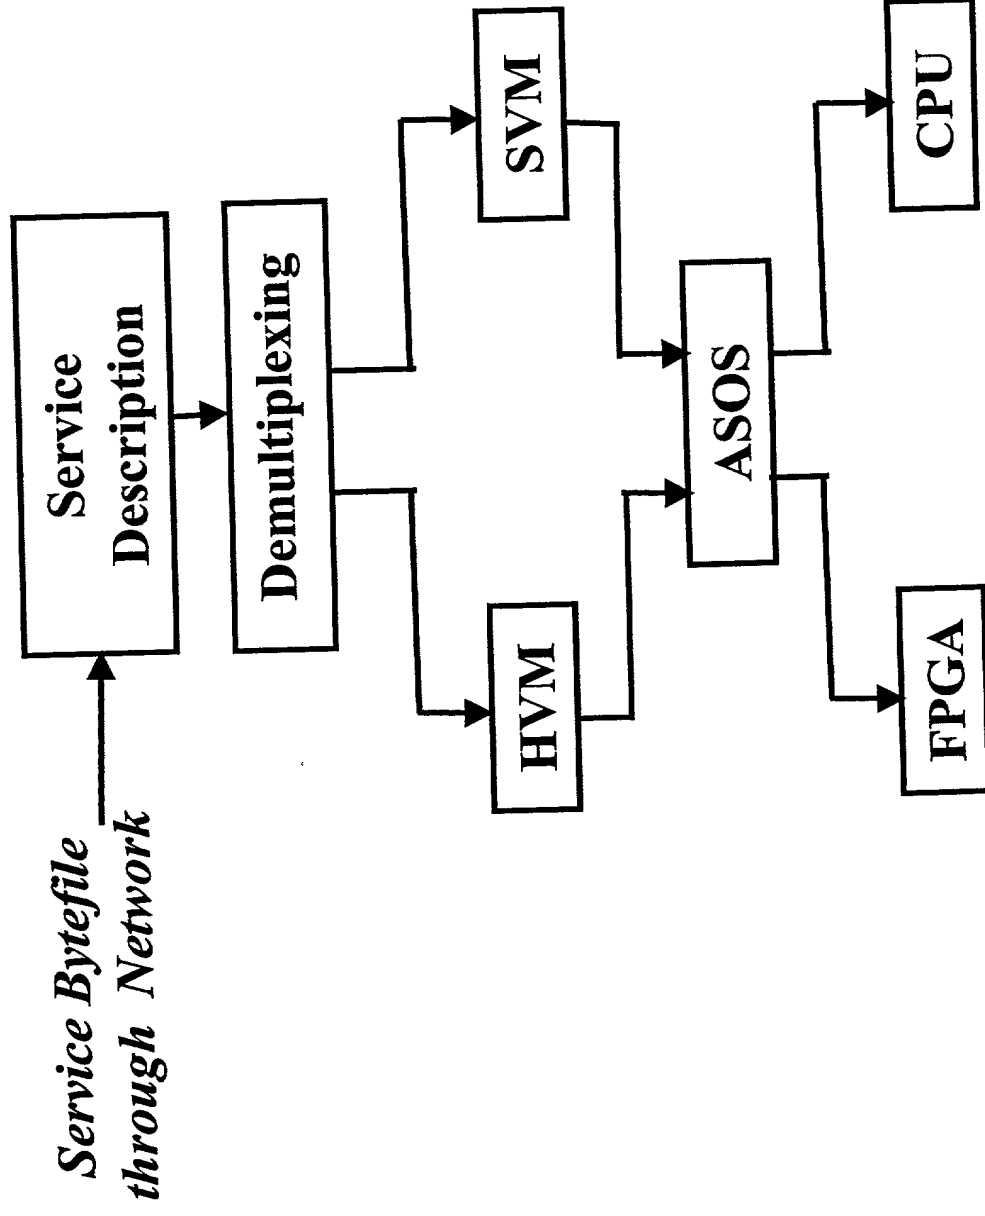 Service Bytefile
through Network
Service
Description
Demultiplexing
HVM
SVM
ASOS
FPGA
CPU